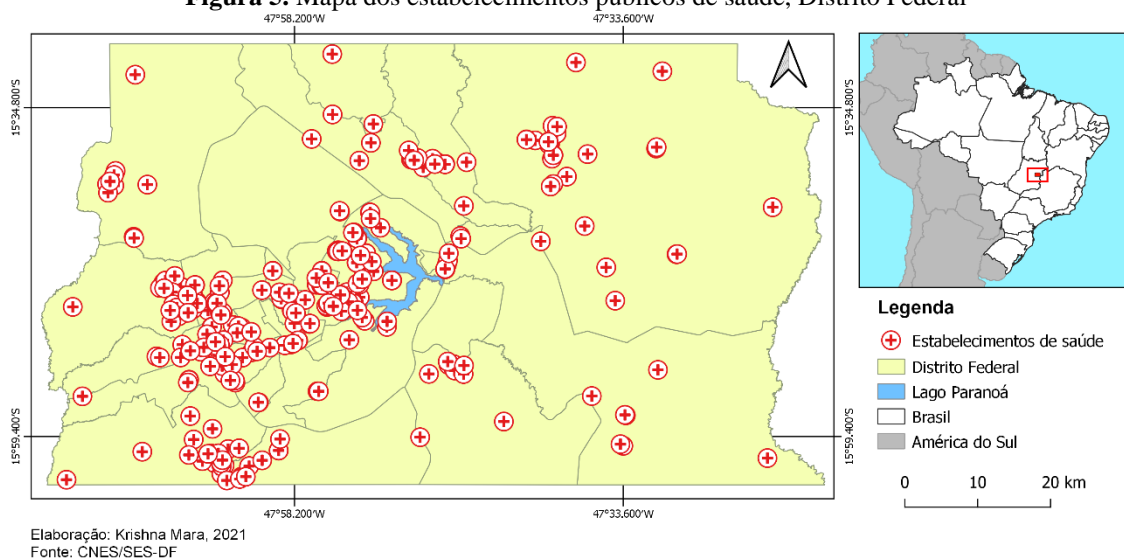 Figura 5. Mapa dos estabelecimentos públicos de saúde, Distrito Federal
47°58.200'W
47°33.600'W
15°34.800'S
15°34.800'S
15°59.400'S
15°59.400'S
47°58.200'W
47°33.600'W
Legenda
Estabelecimentos de saúde
Distrito Federal
Lago Paranoá
Brasil
América do Sul
0 10 20 km
Elaboração: Krishna Mara, 2021
Fonte: CNES/SES-DF